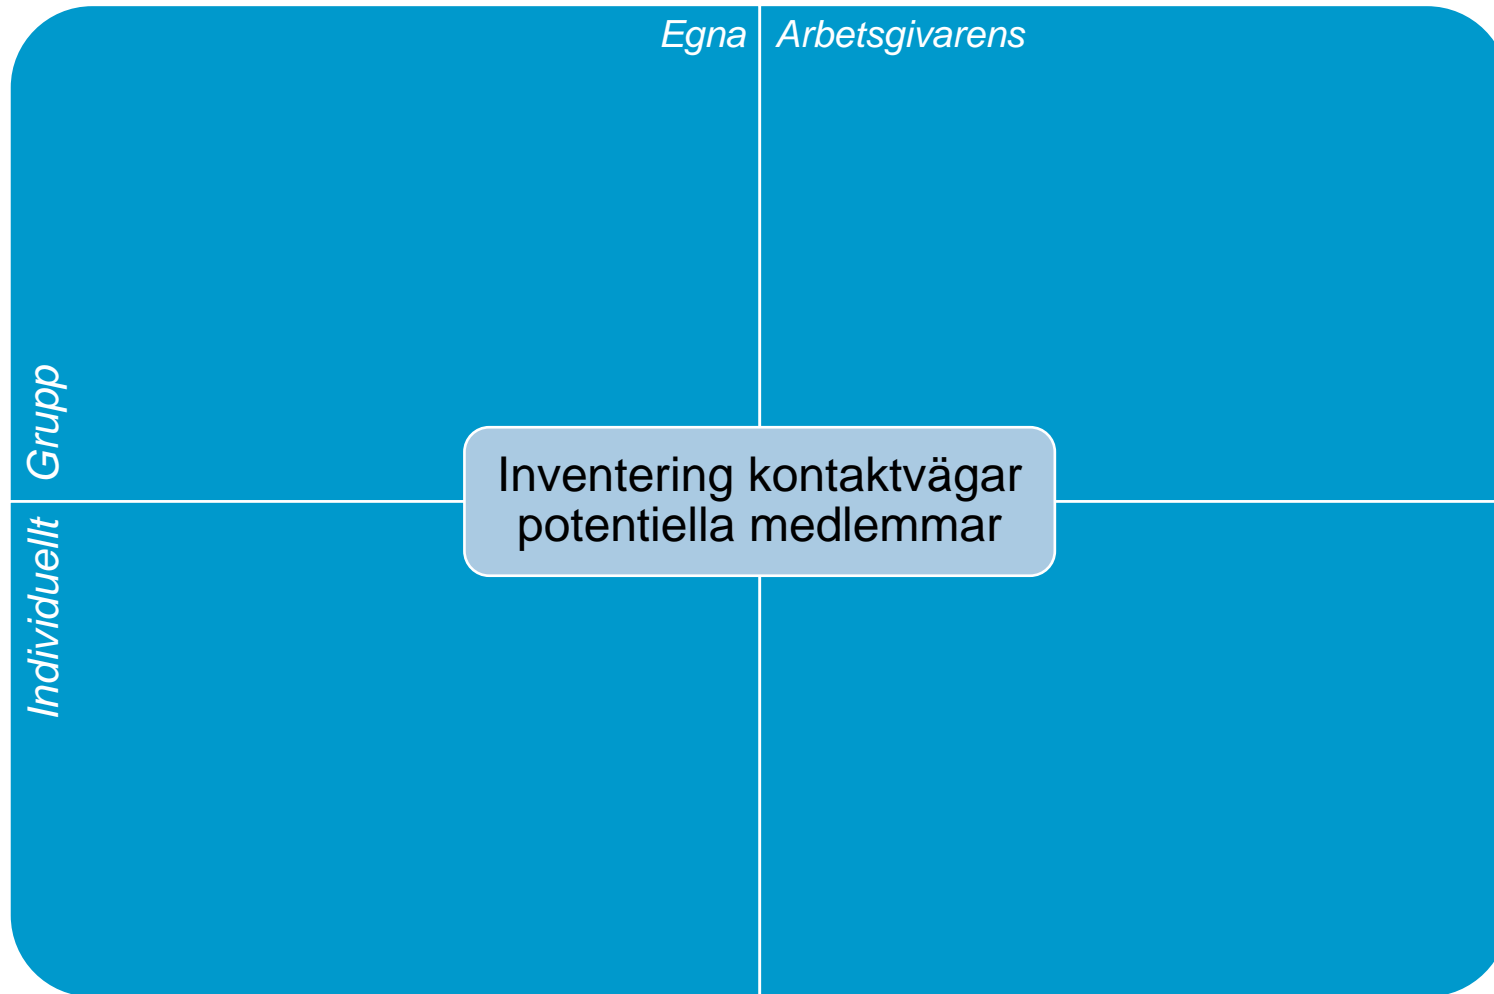 Egna
Arbetsgivarens
Grupp
Inventering kontaktvägar
potentiella medlemmar
Individuellt